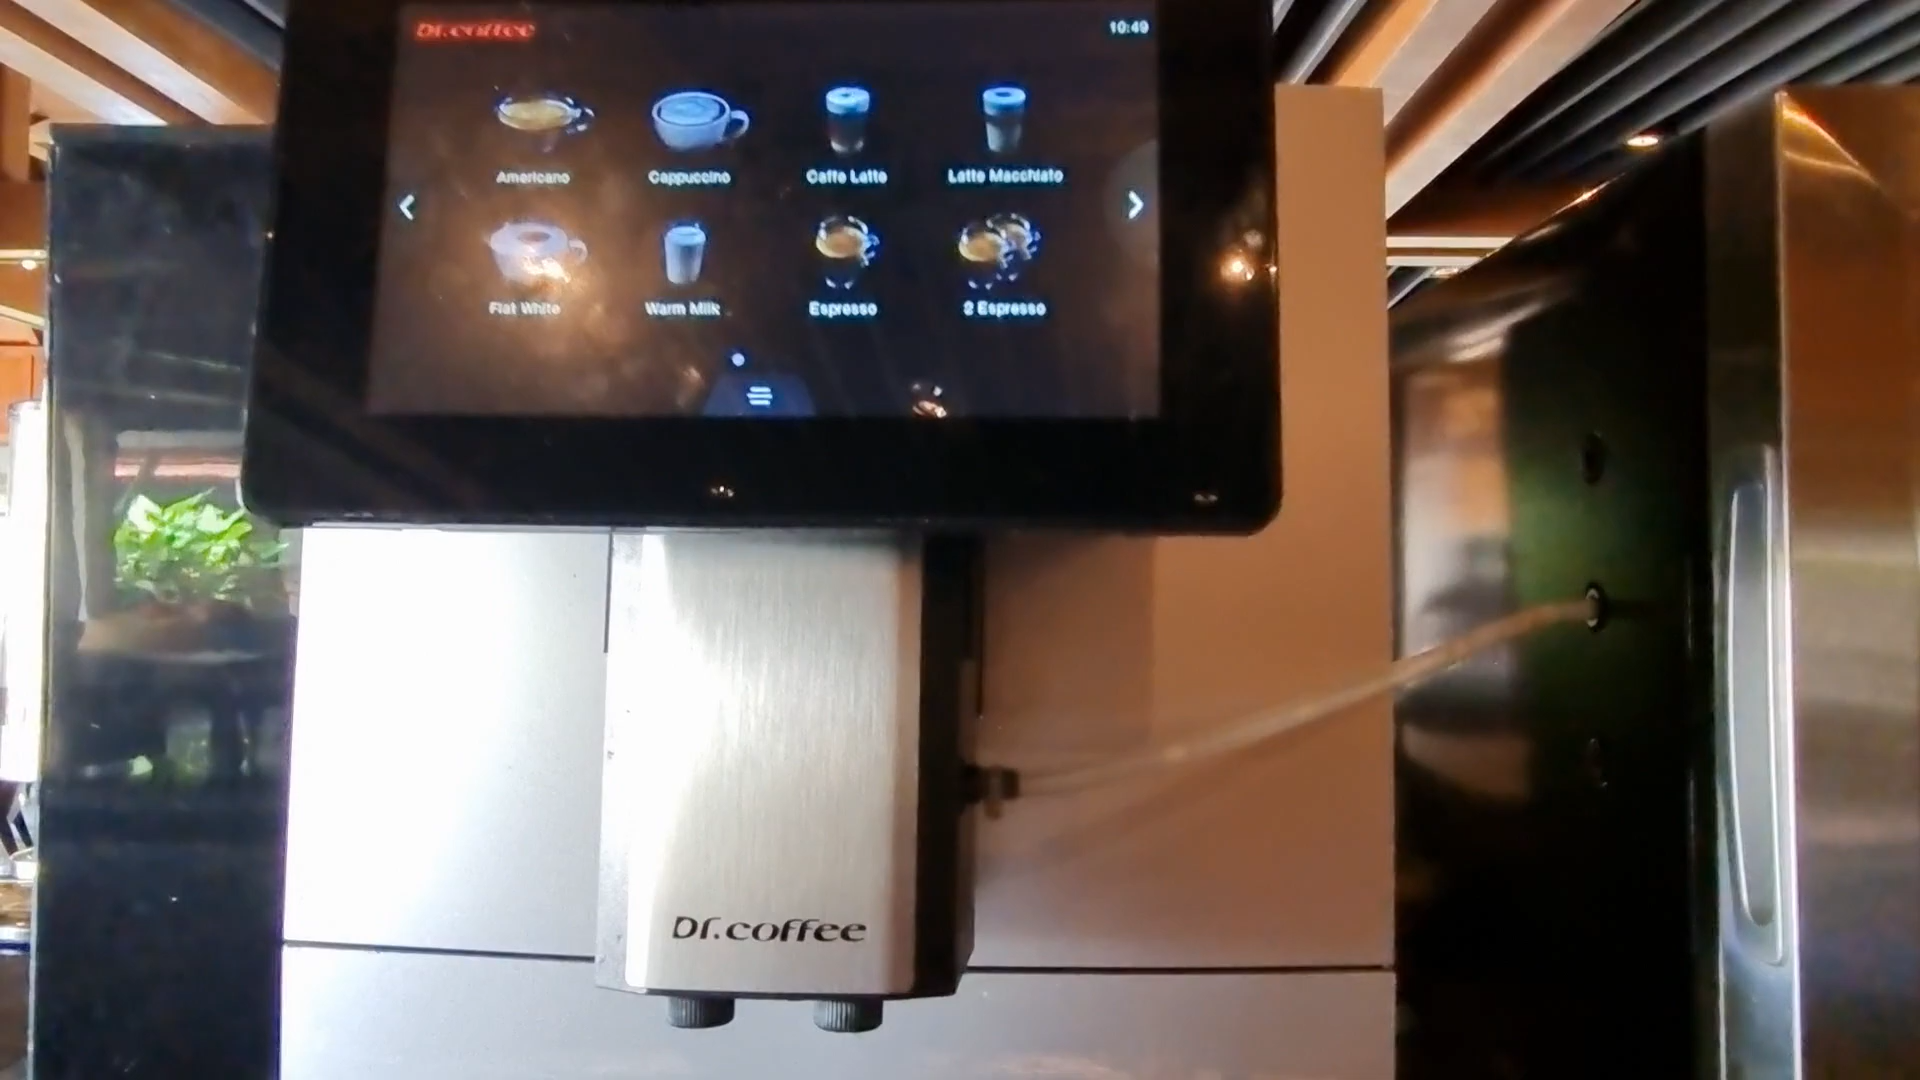 Dr.coffee
10:49
Americano
Cappuccino
Caffe Latte
Latte Macchiato
Flat White
Warm Milk
Espresso
2 Espresso
Dr.coffee